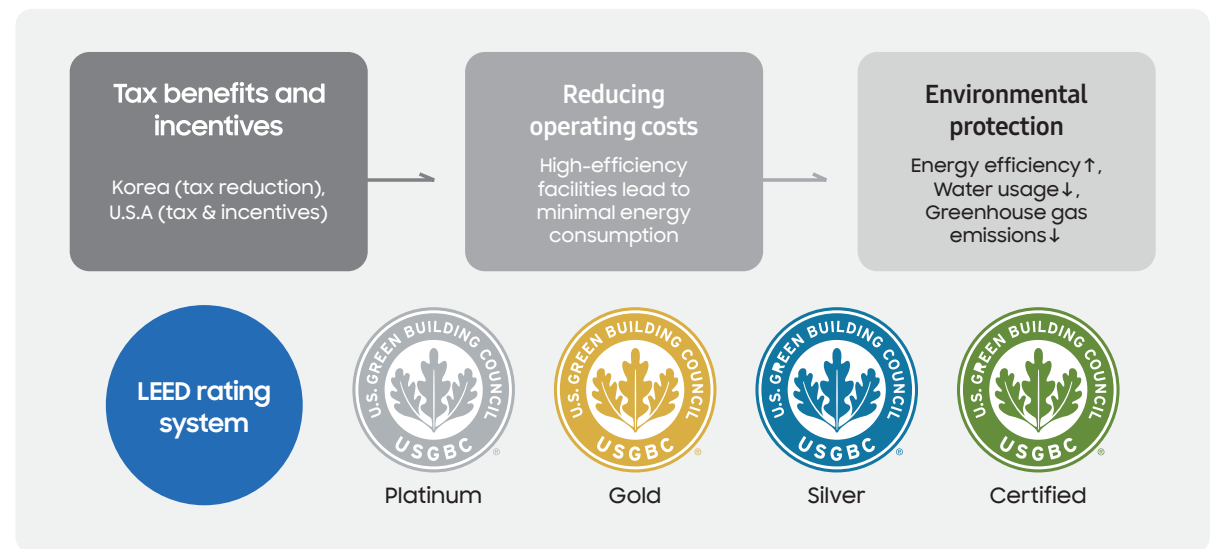 Tax benefits and
incentives
Korea (tax reduction),
U.S.A (tax & incentives)
Reducing
operating costs
High-efficiency
facilities lead to
minimal energy
consumption
Environmental
protection
Energy efficiency↑,
Water usage↓,
Greenhouse gas
emissions↓
LEED rating
system
U.S. GREEN BUILDING COUNCIL
USGBC
®
Platinum
U.S. GREEN BUILDING COUNCIL
USGBC
®
Gold
U.S. GREEN BUILDING COUNCIL
USGBC
®
Silver
U.S. GREEN BUILDING COUNCIL
USGBC
®
Certified